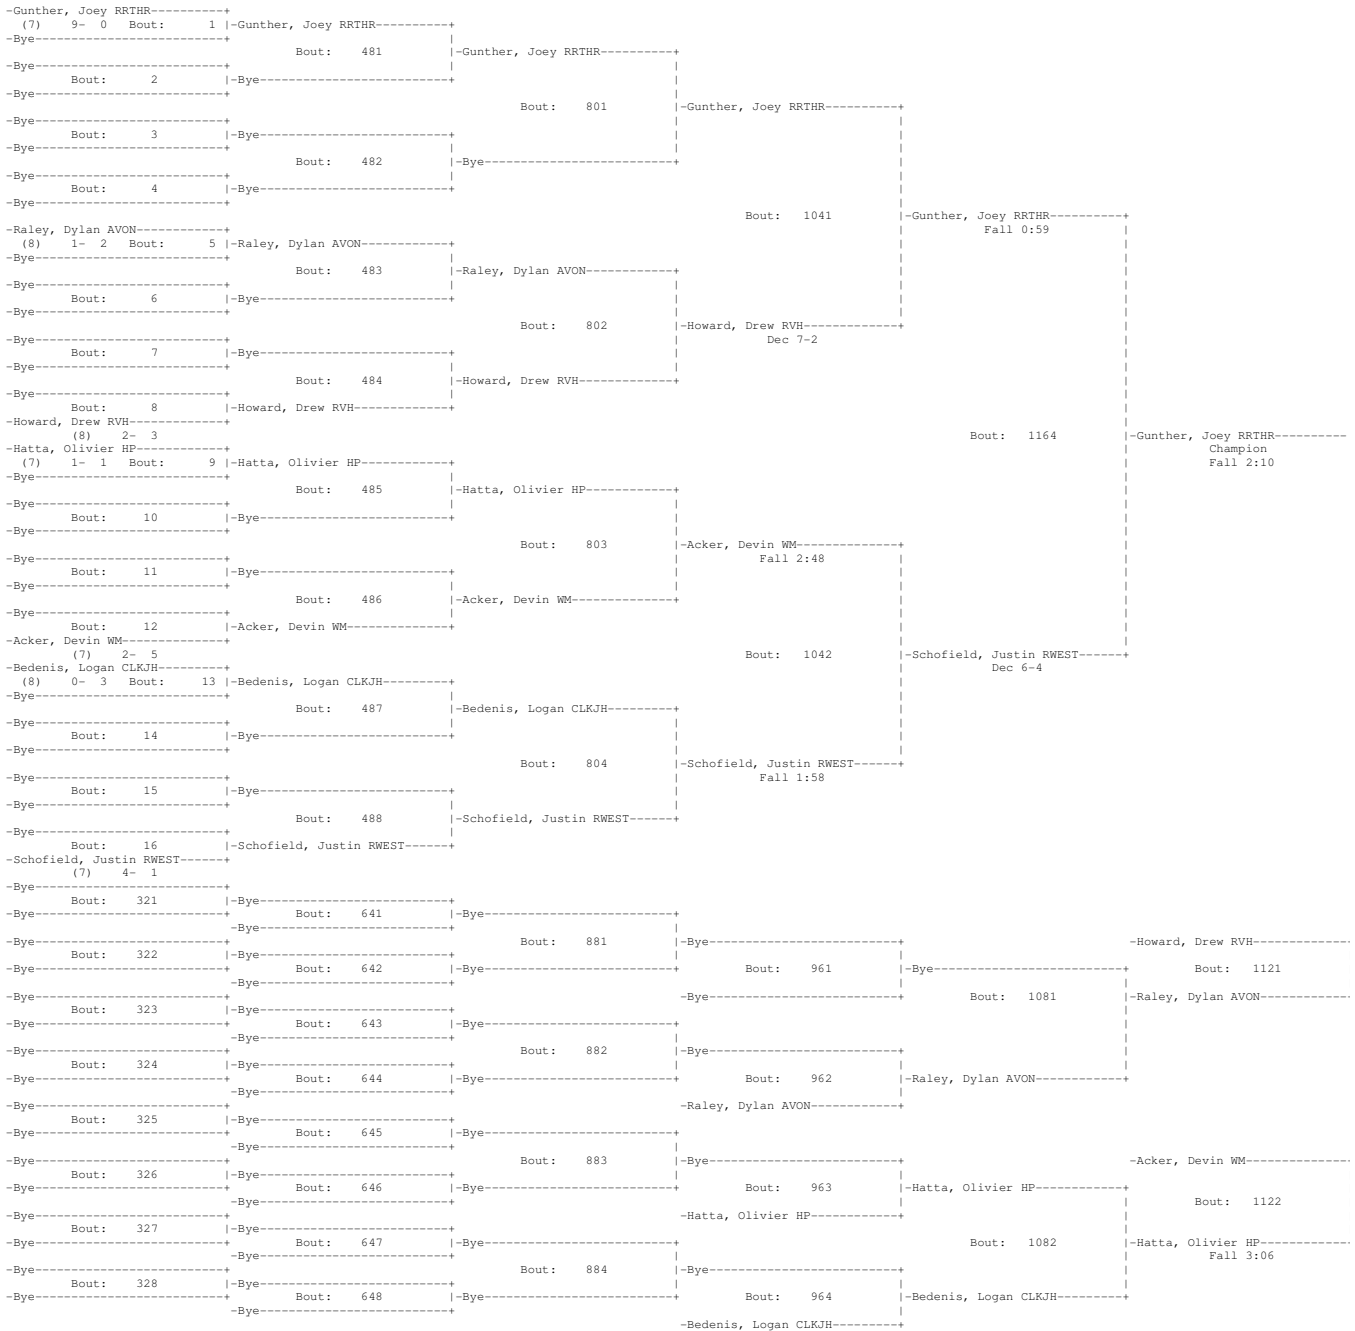 -Gunther, Joey RRTHR----------+
(7) 9- 0 Bout: 1 |-Gunther, Joey RRTHR----------+
-Bye--------------------------+ |
Bout: 481 |-Gunther, Joey RRTHR----------+
-Bye--------------------------+ | |
Bout: 2 |-Bye--------------------------+ |
-Bye--------------------------+ |
Bout: 801 |-Gunther, Joey RRTHR----------+
-Bye--------------------------+ | |
Bout: 3 |-Bye--------------------------+ | |
-Bye--------------------------+ | | |
Bout: 482 |-Bye--------------------------+ |
-Bye--------------------------+ | |
Bout: 4 |-Bye--------------------------+ |
-Bye--------------------------+ |
Bout: 1041 |-Gunther, Joey RRTHR----------+
-Raley, Dylan AVON------------+ | Fall 0:59 |
(8) 1- 2 Bout: 5 |-Raley, Dylan AVON------------+ | |
-Bye--------------------------+ | | |
Bout: 483 |-Raley, Dylan AVON------------+ | |
-Bye--------------------------+ | | | |
Bout: 6 |-Bye--------------------------+ | | |
-Bye--------------------------+ | | |
Bout: 802 |-Howard, Drew RVH-------------+ |
-Bye--------------------------+ | Dec 7-2 |
Bout: 7 |-Bye--------------------------+ | |
-Bye--------------------------+ | | |
Bout: 484 |-Howard, Drew RVH-------------+ |
-Bye--------------------------+ | |
Bout: 8 |-Howard, Drew RVH-------------+ |
-Howard, Drew RVH-------------+ |
(8) 2- 3 Bout: 1164 |-Gunther, Joey RRTHR----------
-Hatta, Olivier HP------------+ | Champion
(7) 1- 1 Bout: 9 |-Hatta, Olivier HP------------+ | Fall 2:10
-Bye--------------------------+ | |
Bout: 485 |-Hatta, Olivier HP------------+ |
-Bye--------------------------+ | | |
Bout: 10 |-Bye--------------------------+ | |
-Bye--------------------------+ | |
Bout: 803 |-Acker, Devin WM--------------+ |
-Bye--------------------------+ | Fall 2:48 | |
Bout: 11 |-Bye--------------------------+ | | |
-Bye--------------------------+ | | | |
Bout: 486 |-Acker, Devin WM--------------+ | |
-Bye--------------------------+ | | |
Bout: 12 |-Acker, Devin WM--------------+ | |
-Acker, Devin WM--------------+ | |
(7) 2- 5 Bout: 1042 |-Schofield, Justin RWEST------+
-Bedenis, Logan CLKJH---------+ | Dec 6-4
(8) 0- 3 Bout: 13 |-Bedenis, Logan CLKJH---------+ |
-Bye--------------------------+ | |
Bout: 487 |-Bedenis, Logan CLKJH---------+ |
-Bye--------------------------+ | | |
Bout: 14 |-Bye--------------------------+ | |
-Bye--------------------------+ | |
Bout: 804 |-Schofield, Justin RWEST------+
-Bye--------------------------+ | Fall 1:58
Bout: 15 |-Bye--------------------------+ |
-Bye--------------------------+ | |
Bout: 488 |-Schofield, Justin RWEST------+
-Bye--------------------------+ |
Bout: 16 |-Schofield, Justin RWEST------+
-Schofield, Justin RWEST------+
(7) 4- 1
-Bye--------------------------+
Bout: 321 |-Bye--------------------------+
-Bye--------------------------+ Bout: 641 |-Bye--------------------------+
-Bye--------------------------+ |
-Bye--------------------------+ Bout: 881 |-Bye--------------------------+ -Howard, Drew RVH-------------
Bout: 322 |-Bye--------------------------+ | |
-Bye--------------------------+ Bout: 642 |-Bye--------------------------+ Bout: 961 |-Bye--------------------------+ Bout: 1121
-Bye--------------------------+ | |
-Bye--------------------------+ -Bye--------------------------+ Bout: 1081 |-Raley, Dylan AVON------------
Bout: 323 |-Bye--------------------------+ |
-Bye--------------------------+ Bout: 643 |-Bye--------------------------+ |
-Bye--------------------------+ | |
-Bye--------------------------+ Bout: 882 |-Bye--------------------------+ |
Bout: 324 |-Bye--------------------------+ | | |
-Bye--------------------------+ Bout: 644 |-Bye--------------------------+ Bout: 962 |-Raley, Dylan AVON------------+
-Bye--------------------------+ |
-Bye--------------------------+ -Raley, Dylan AVON------------+
Bout: 325 |-Bye--------------------------+
-Bye--------------------------+ Bout: 645 |-Bye--------------------------+
-Bye--------------------------+ |
-Bye--------------------------+ Bout: 883 |-Bye--------------------------+ -Acker, Devin WM--------------
Bout: 326 |-Bye--------------------------+ | |
-Bye--------------------------+ Bout: 646 |-Bye--------------------------+ Bout: 963 |-Hatta, Olivier HP------------+
-Bye--------------------------+ | | Bout: 1122
-Bye--------------------------+ -Hatta, Olivier HP------------+ |
Bout: 327 |-Bye--------------------------+ |
-Bye--------------------------+ Bout: 647 |-Bye--------------------------+ Bout: 1082 |-Hatta, Olivier HP------------
-Bye--------------------------+ | | Fall 3:06
-Bye--------------------------+ Bout: 884 |-Bye--------------------------+ |
Bout: 328 |-Bye--------------------------+ | | |
-Bye--------------------------+ Bout: 648 |-Bye--------------------------+ Bout: 964 |-Bedenis, Logan CLKJH---------+
-Bye--------------------------+ |
-Bedenis, Logan CLKJH---------+